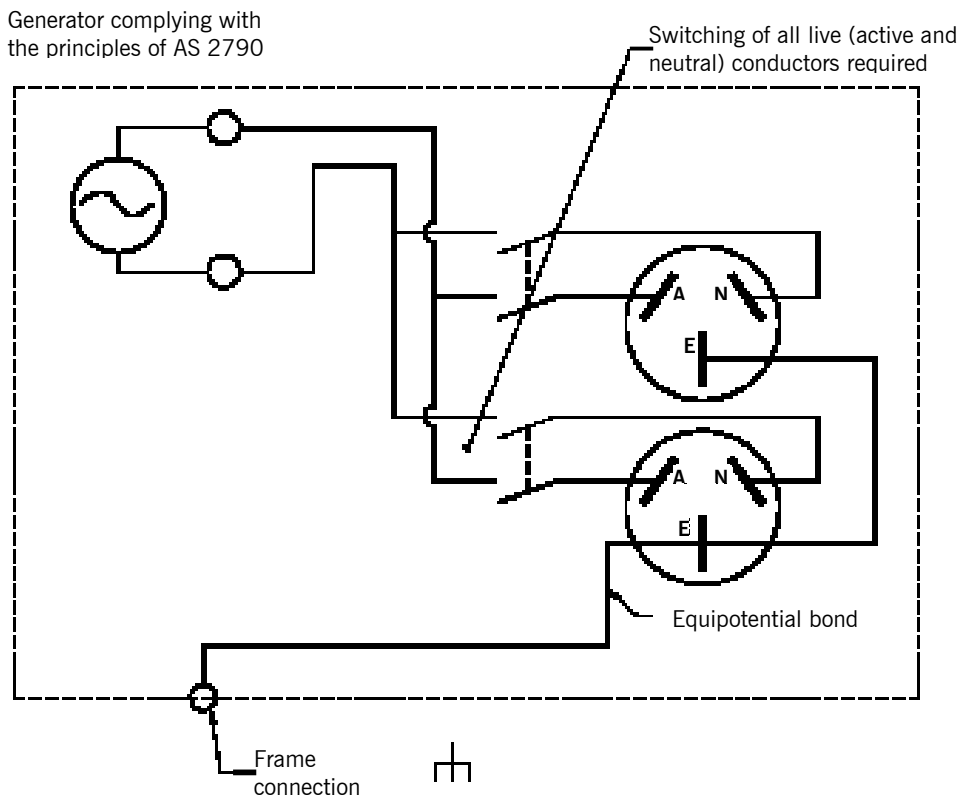 Generator complying with
the principles of AS 2790
Switching of all live (active and
neutral) conductors required
A N
E
A N
E
Equipotential bond
Frame
connection